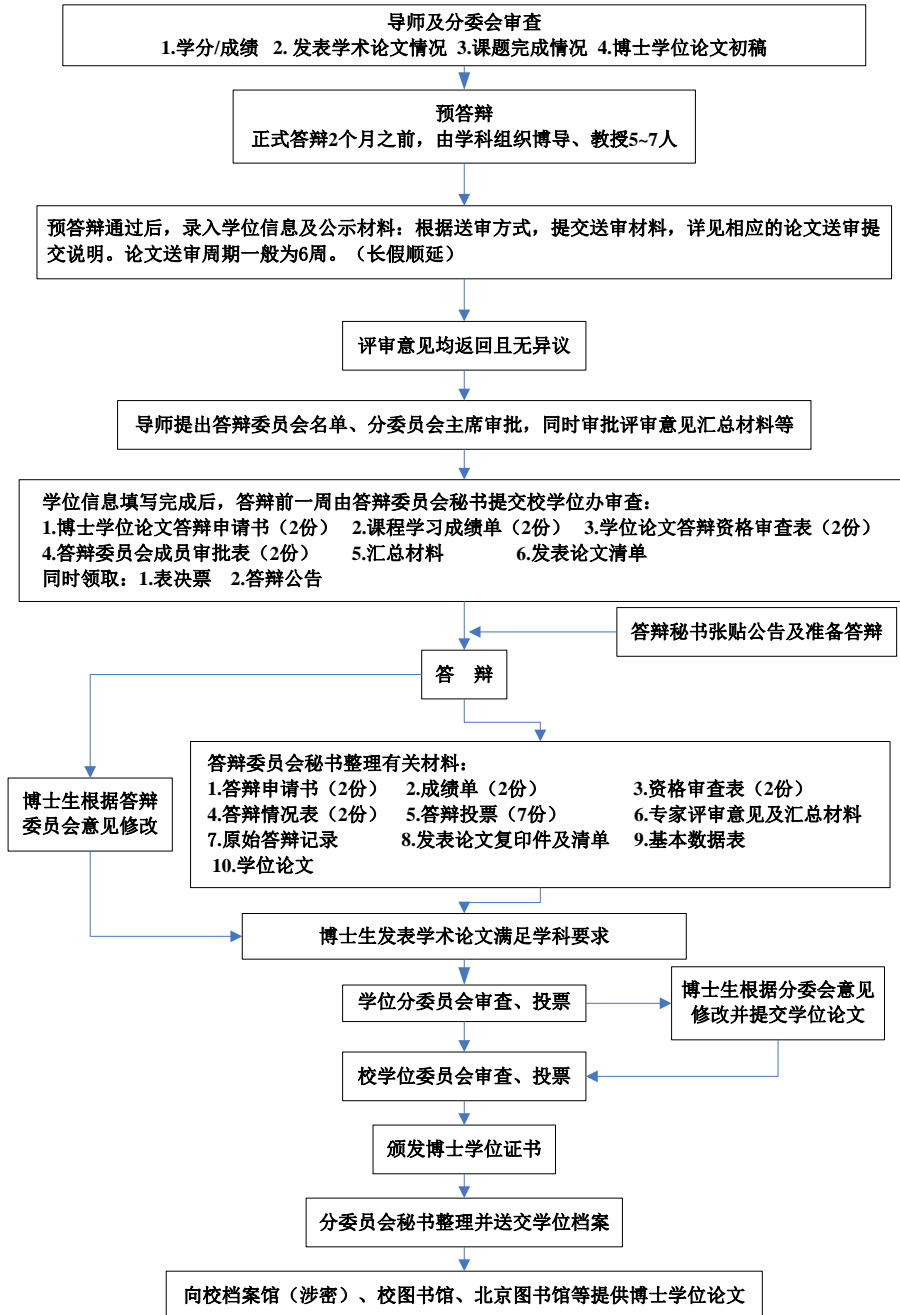 导师及分委会审查
1.学分/成绩 2. 发表学术论文情况 3.课题完成情况 4.博士学位论文初稿
预答辩
正式答辩2个月之前，由学科组织博导、教授5~7人
预答辩通过后，录入学位信息及公示材料：根据送审方式，提交送审材料，详见相应的论文送审提
交说明。论文送审周期一般为6周。（长假顺延）
评审意见均返回且无异议
导师提出答辩委员会名单、分委员会主席审批，同时审批评审意见汇总材料等
学位信息填写完成后，答辩前一周由答辩委员会秘书提交校学位办审查：
1.博士学位论文答辩申请书（2份） 2.课程学习成绩单（2份） 3.学位论文答辩资格审查表（2份）
4.答辩委员会成员审批表（2份） 5.汇总材料 6.发表论文清单
同时领取：1.表决票 2.答辩公告
答辩秘书张贴公告及准备答辩
答 辩
答辩委员会秘书整理有关材料：
1.答辩申请书（2份） 2.成绩单（2份） 3.资格审查表（2份）
4.答辩情况表（2份） 5.答辩投票（7份） 6.专家评审意见及汇总材料
7.原始答辩记录 8.发表论文复印件及清单 9.基本数据表
10.学位论文
博士生根据答辩
委员会意见修改
博士生发表学术论文满足学科要求
学位分委员会审查、投票
博士生根据分委会意见
修改并提交学位论文
校学位委员会审查、投票
颁发博士学位证书
分委员会秘书整理并送交学位档案
向校档案馆（涉密）、校图书馆、北京图书馆等提供博士学位论文